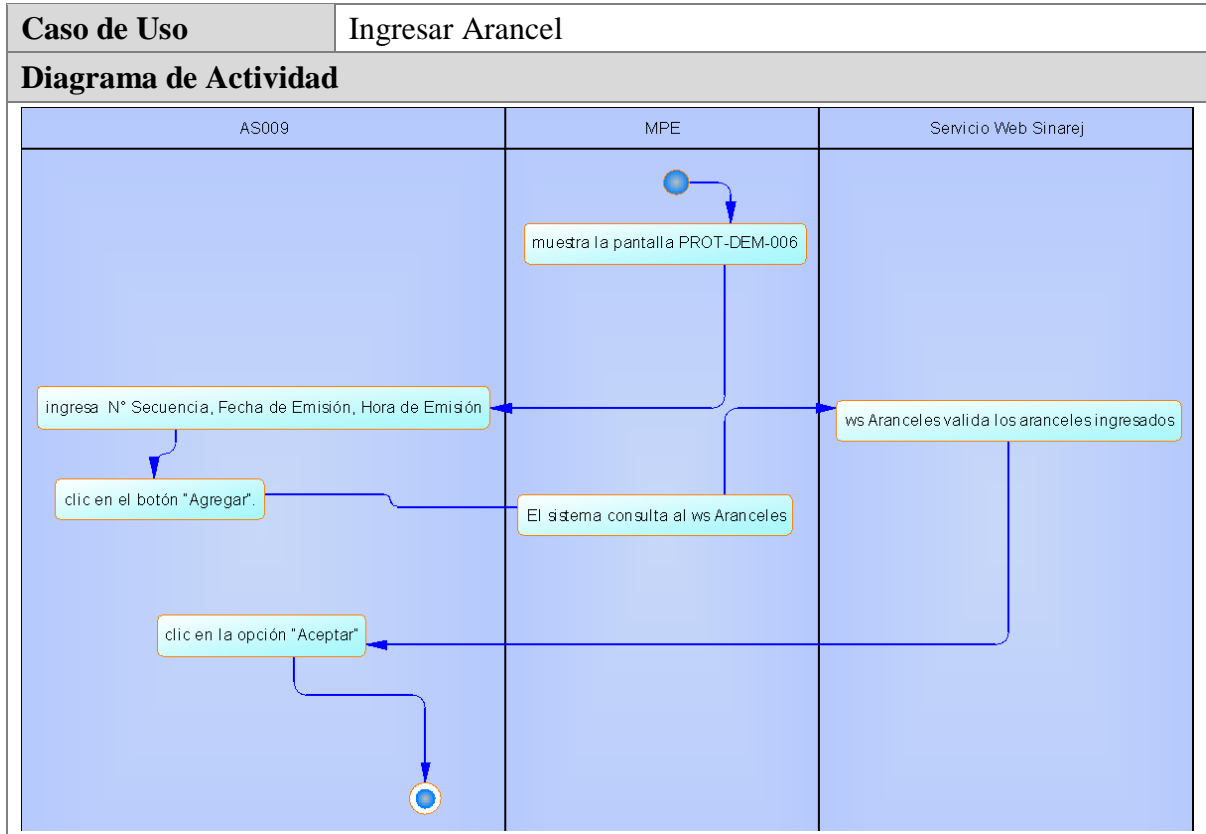 Caso de Uso
Ingresar Arancel
Diagrama de Actividad
AS009
MPE
Servicio Web Sinarej
muestra la pantalla PROT-DEM-006
ingresa N° Secuencia, Fecha de Emisión, Hora de Emisión
ws Aranceles valida los aranceles ingresados
clic en el botón "Agregar".
El sistema consulta al ws Aranceles
clic en la opción "Aceptar"